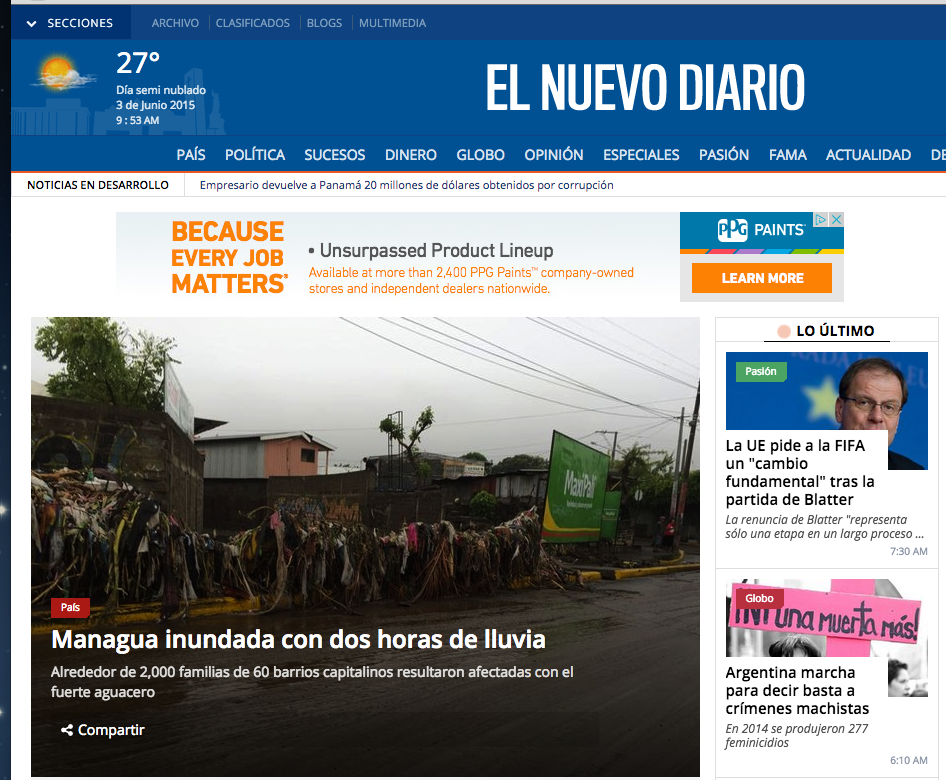 SECCIONES
ARCHIVO
CLASIFICADOS
BLOGS
MULTIMEDIA
27°
Día semi nublado
3 de Junio 2015
9 : 53 AM
EL NUEVO DIARIO
PAÍS
POLÍTICA
SUCESOS
DINERO
GLOBO
OPINIÓN
ESPECIALES
PASIÓN
FAMA
ACTUALIDAD
DE
NOTICIAS EN DESARROLLO
Empresario devuelve a Panamá 20 millones de dólares obtenidos por corrupción
BECAUSE
EVERY JOB
MATTERS®
• Unsurpassed Product Lineup
Available at more than 2,400 PPG Paints™ company-owned
stores and independent dealers nationwide.
PPG PAINTS™
LEARN MORE
MaxiPali
País
Managua inundada con dos horas de lluvia
Alrededor de 2,000 familias de 60 barrios capitalinos resultaron afectadas con el
fuerte aguacero
Compartir
LO ÚLTIMO
Pasión
La UE pide a la FIFA
un "cambio
fundamental" tras la
partida de Blatter
La renuncia de Blatter "representa
sólo una etapa en un largo proceso ...
7:30 AM
Globo
NI una muerta más!
Argentina marcha
para decir basta a
crímenes machistas
En 2014 se produjeron 277
feminicidios
6:10 AM